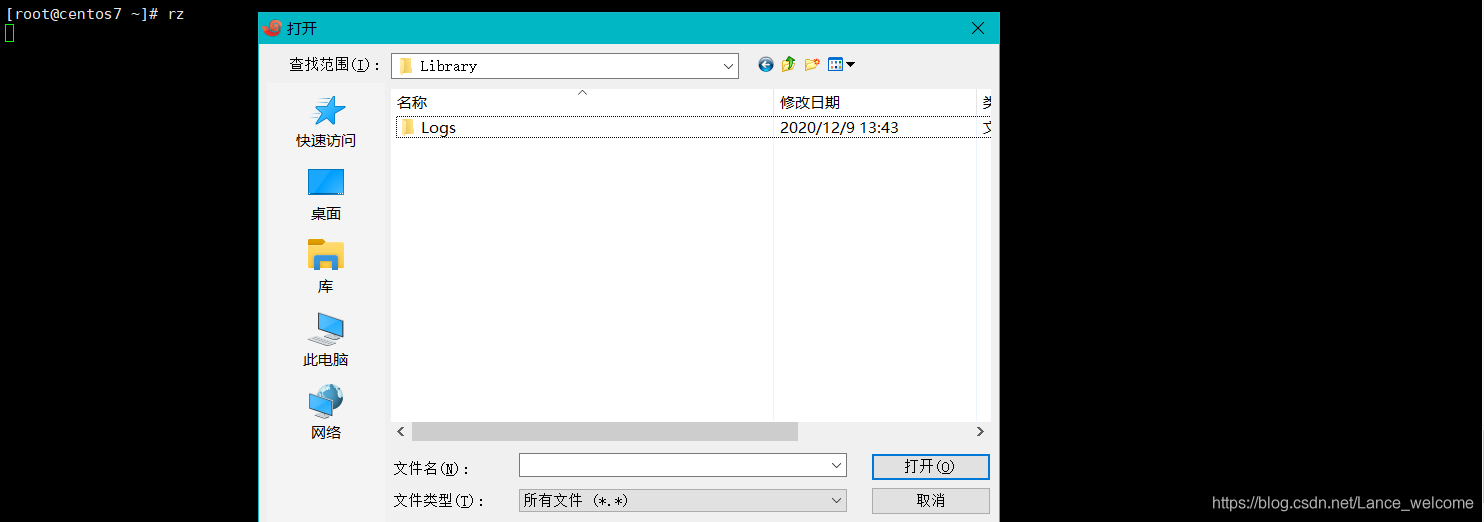 [root@centos7 ~]# rz
打开
查找范围(I)：
Library
名称
修改日期
Logs
2020/12/9 13:43
快速访问
桌面
库
此电脑
网络
文件名(N)：
打开(O)
文件类型(T)：
所有文件 (*.*)
取消
https://blog.csdn.net/Lance_welcome